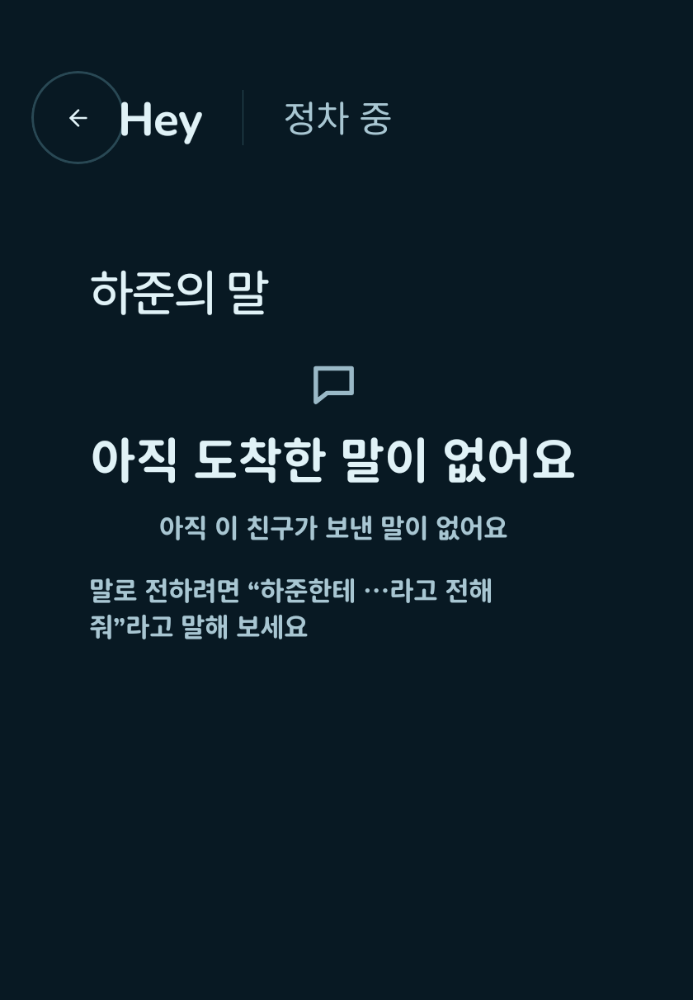 Hey
정차 중
하준의 말
아직 도착한 말이 없어요
아직 이 친구가 보낸 말이 없어요
말로 전하려면 “하준한테 …라고 전해
줘”라고 말해 보세요